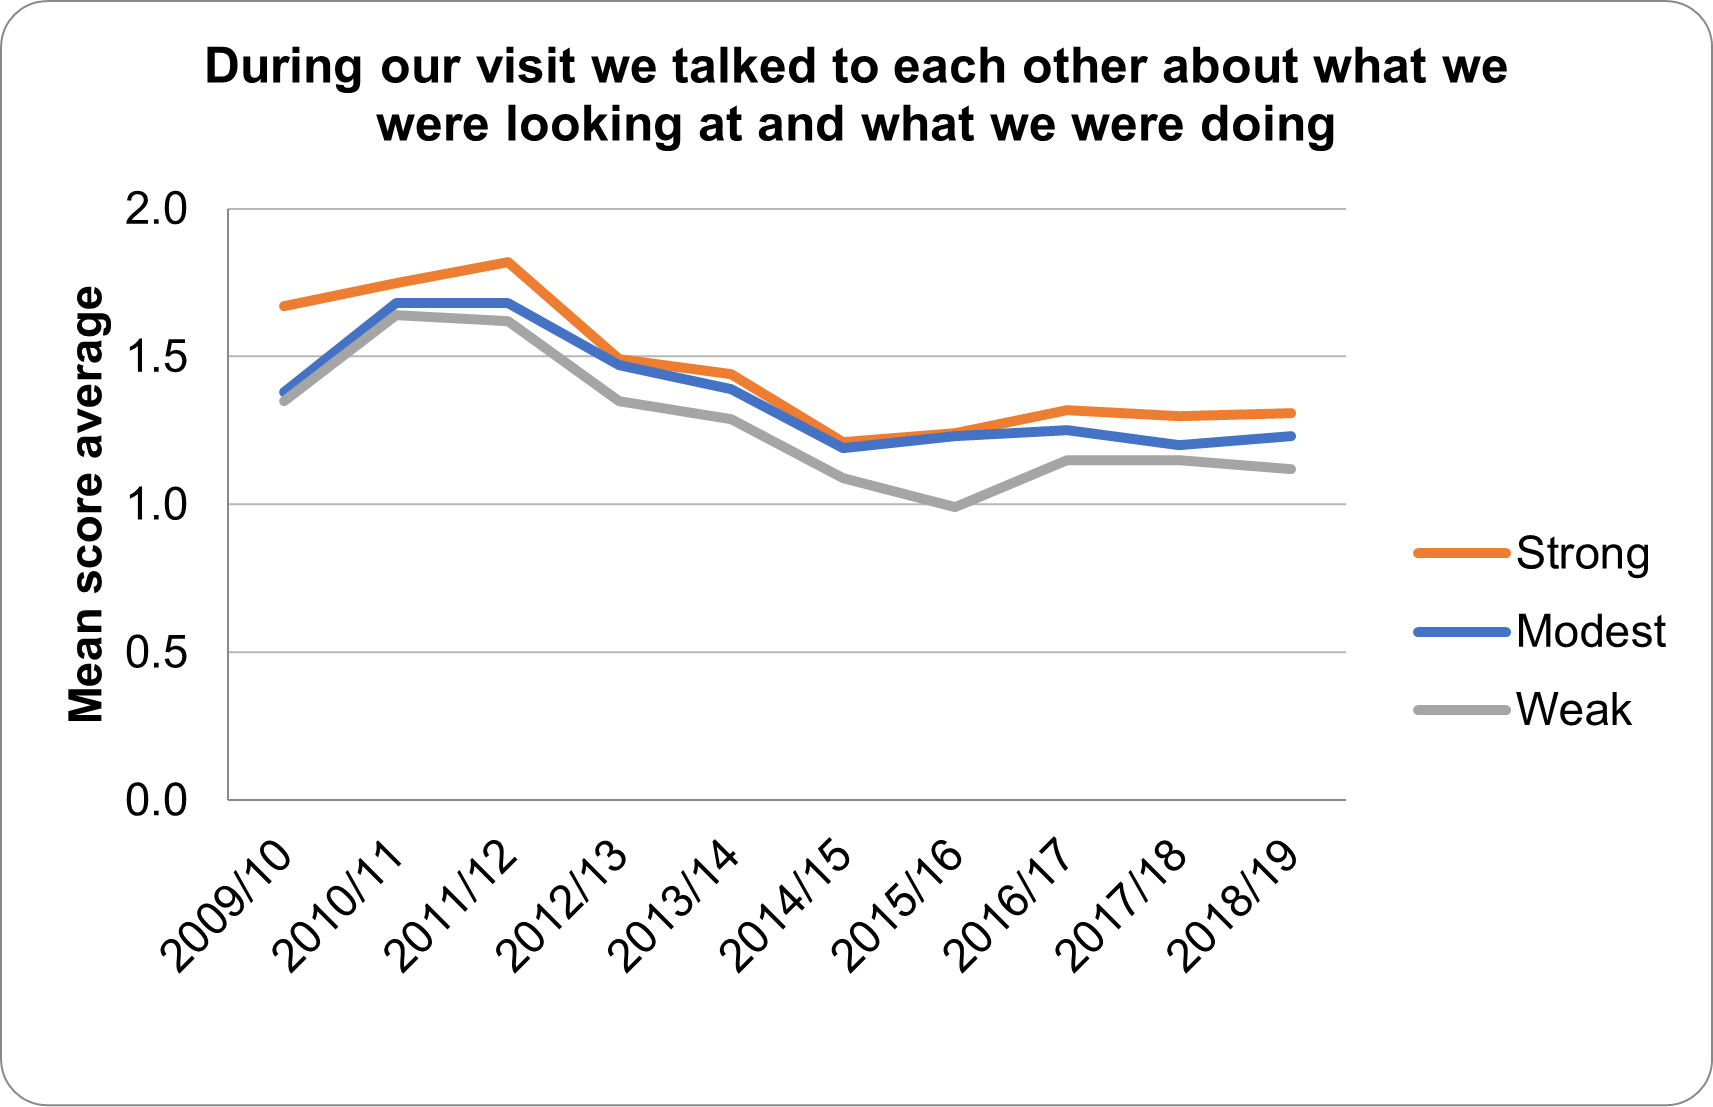 During our visit we talked to each other about what we
were looking at and what we were doing
Mean score average
2.0
1.5
1.0
0.5
0.0
2009/10
2010/11
2011/12
2012/13
2013/14
2014/15
2015/16
2016/17
2017/18
2018/19
Strong
Modest
Weak